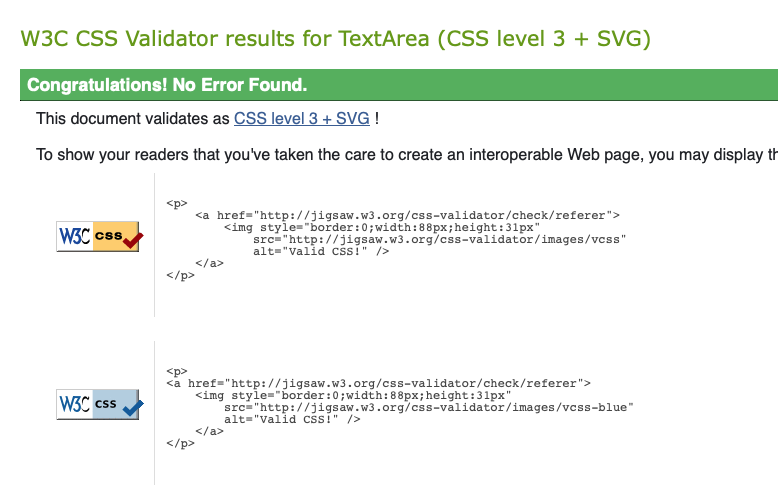 W3C CSS Validator results for TextArea (CSS level 3 + SVG)
Congratulations! No Error Found.
This document validates as CSS level 3 + SVG !
To show your readers that you've taken the care to create an interoperable Web page, you may display
<p>
<a href="http://jigsaw.w3.org/css-validator/check/referer">
<img style="border:0;width:88px;height:31px"
W3C css
src="http://jigsaw.w3.org/css-validator/images/vcss"
alt="Valid CSS!" />
</a>
</p>
<p>
<a href="http://jigsaw.w3.org/css-validator/check/referer">
<img style="border:0;width:88px;height:31px"
W3C css
src="http://jigsaw.w3.org/css-validator/images/vcss-blue"
alt="Valid CSS!" />
</a>
</p>